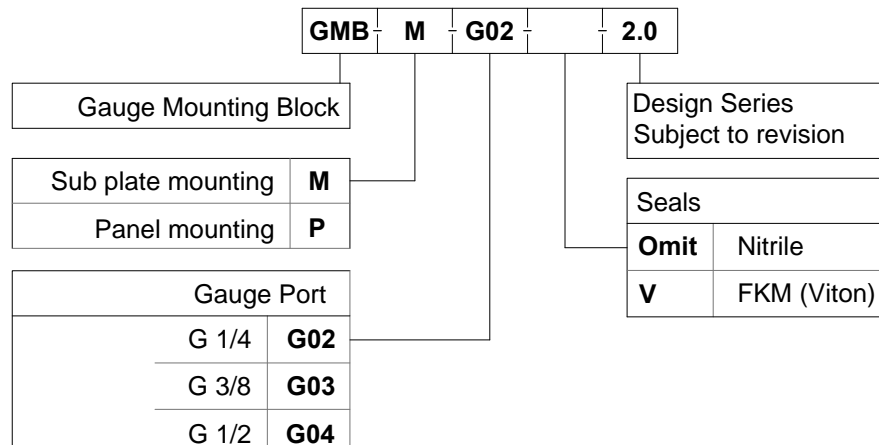 GMB - M - G02 - - 2.0
Gauge Mounting Block
Sub plate mounting M
Panel mounting P
Gauge Port
G 1/4 G02
G 3/8 G03
G 1/2 G04
Design Series
Subject to revision
Seals
Omit Nitrile
V FKM (Viton)